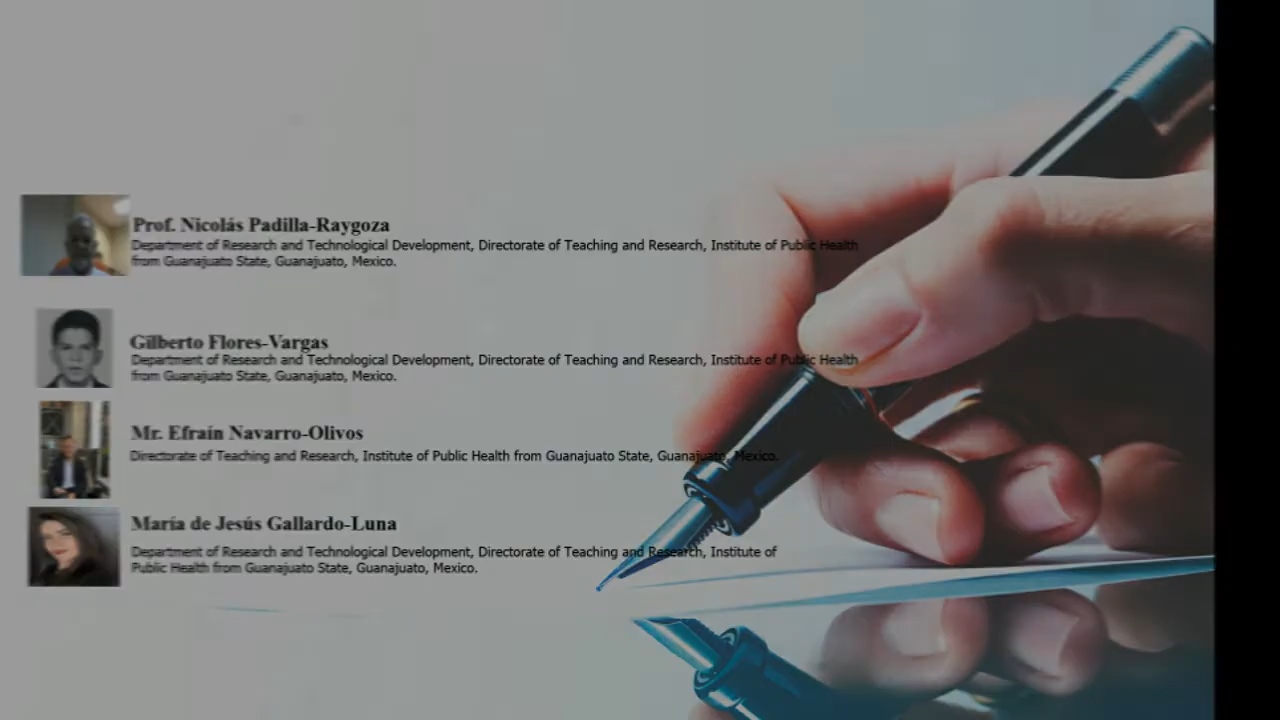 Prof. Nicolás Padilla-Raygoza
Department of Research and Technological Development, Directorate of Teaching and Research, Institute of Public Health
from Guanajuato State, Guanajuato, Mexico.
Gilberto Flores-Vargas
Department of Research and Technological Development, Directorate of Teaching and Research, Institute of Public Health
from Guanajuato State, Guanajuato, Mexico.
Mr. Efraín Navarro-Olivos
Directorate of Teaching and Research, Institute of Public Health from Guanajuato State, Guanajuato, Mexico.
María de Jesús Gallardo-Luna
Department of Research and Technological Development, Directorate of Teaching and Research, Institute of
Public Health from Guanajuato State, Guanajuato, Mexico.